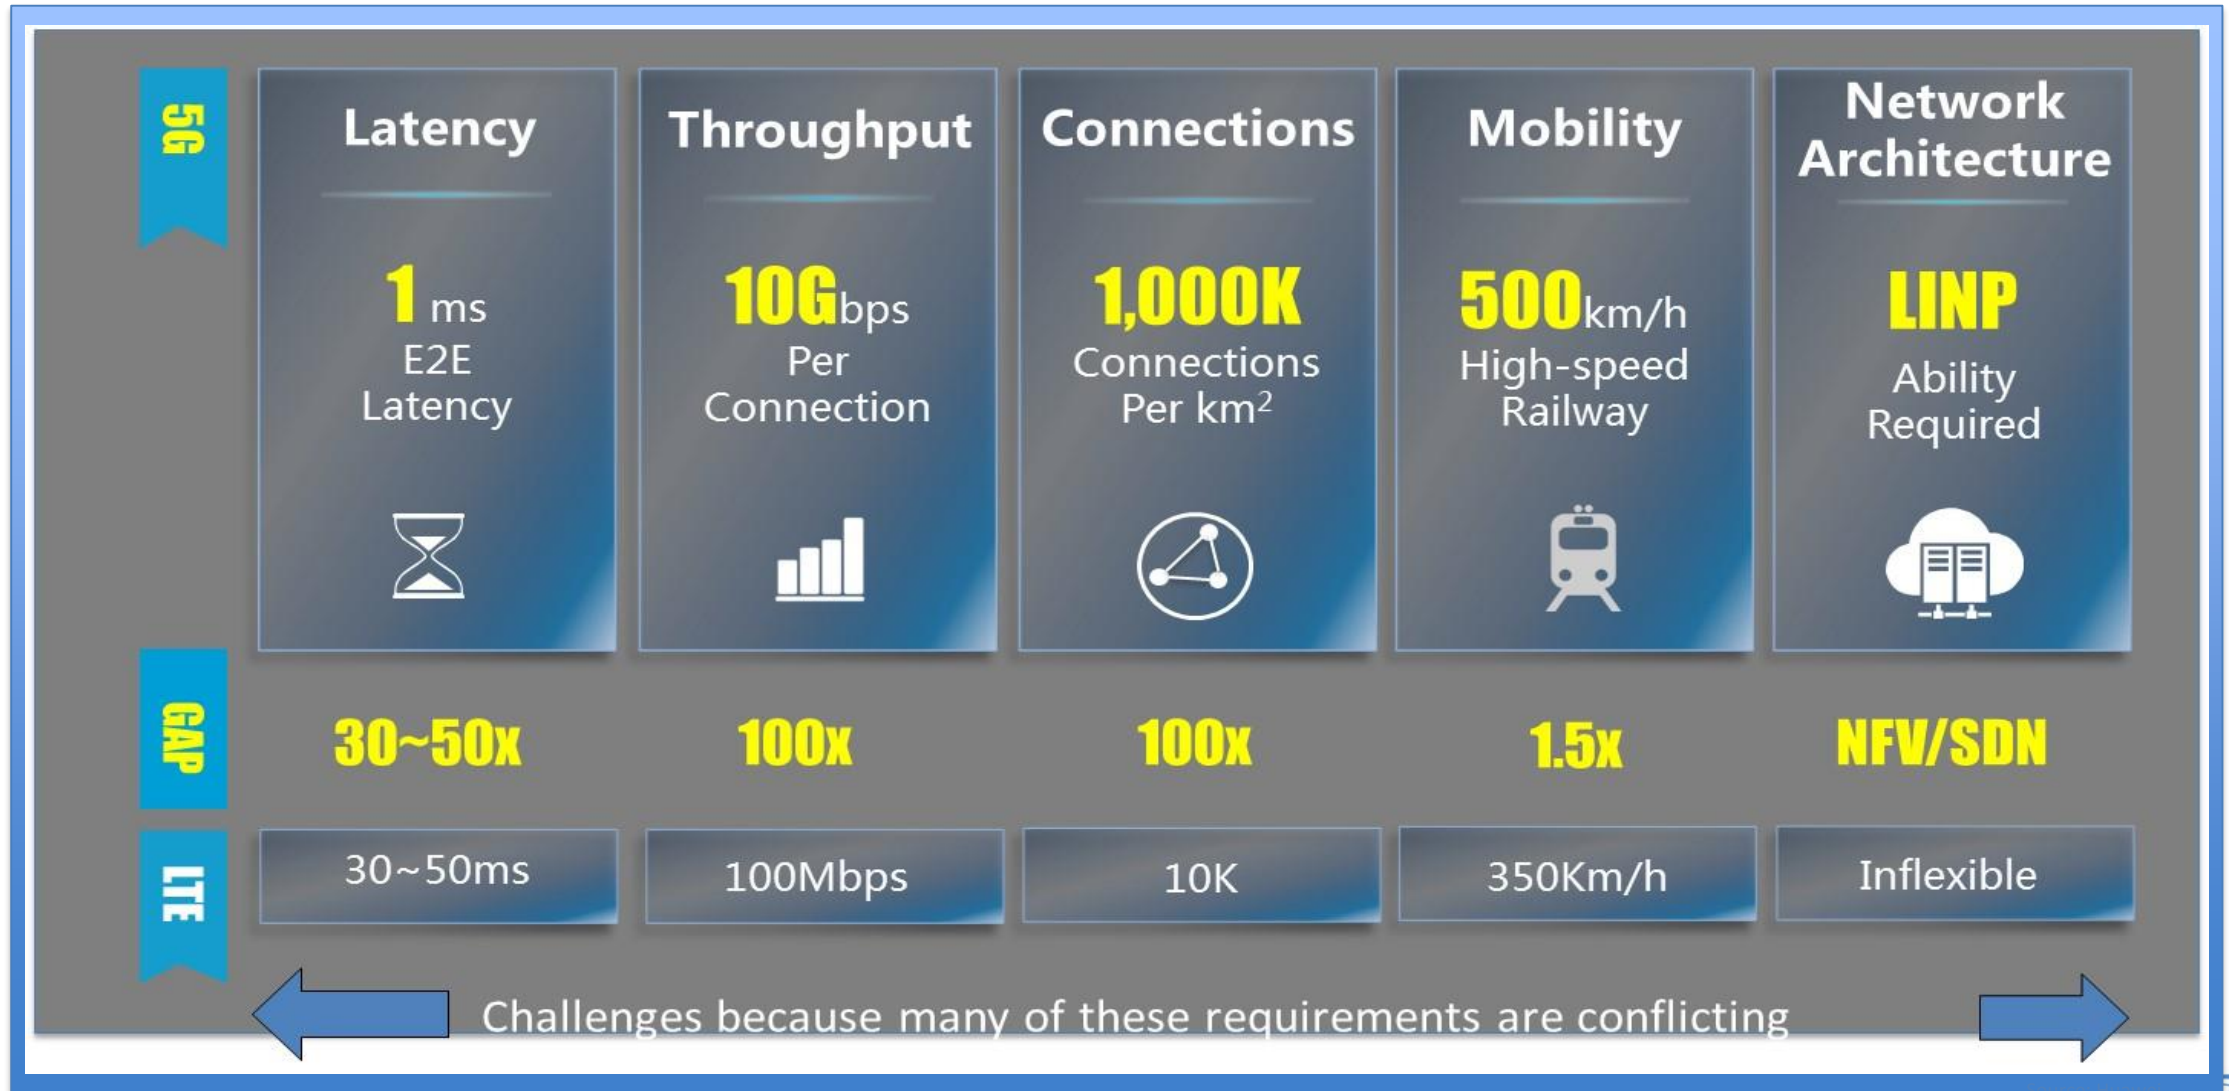 5G
Latency
1 ms
E2E
Latency
Throughput
10Gbps
Per
Connection
Connections
1,000K
Connections
Per km²
Mobility
500km/h
High-speed
Railway
Network
Architecture
LINP
Ability
Required
GAP
30~50x
100x
100x
1.5x
NFV/SDN
LTE
30~50ms
100Mbps
10K
350Km/h
Inflexible
Challenges because many of these requirements are conflicting